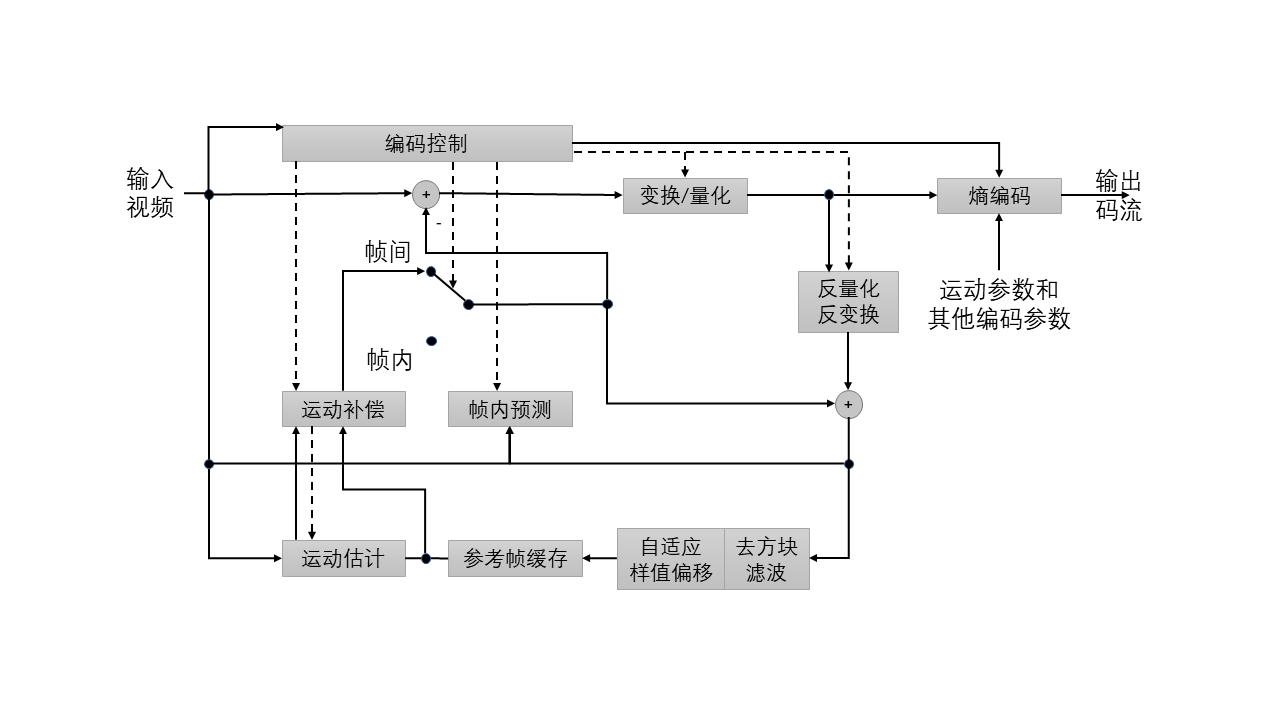 编码控制
输入
视频
+
变换/量化
熵编码
输出
码流
-
帧间
反量化
反变换
运动参数和
其他编码参数
帧内
运动补偿
帧内预测
+
运动估计
参考帧缓存
自适应
样值偏移
去方块
滤波